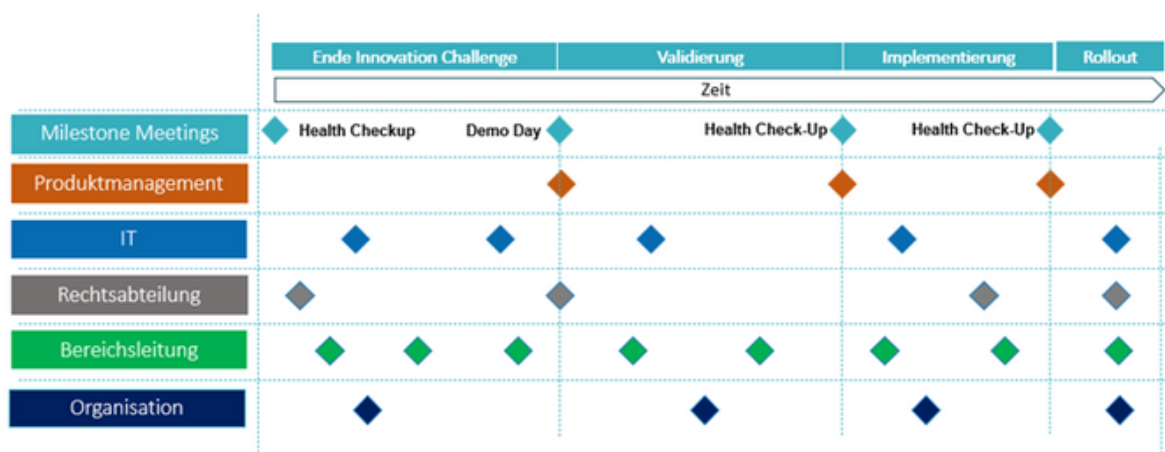 Ende Innovation Challenge Validierung Implementierung Rollout
Zeit
Milestone Meetings Health Checkup Demo Day Health Check-Up Health Check-Up
Produktmanagement
IT
Rechtsabteilung
Bereichsleitung
Organisation